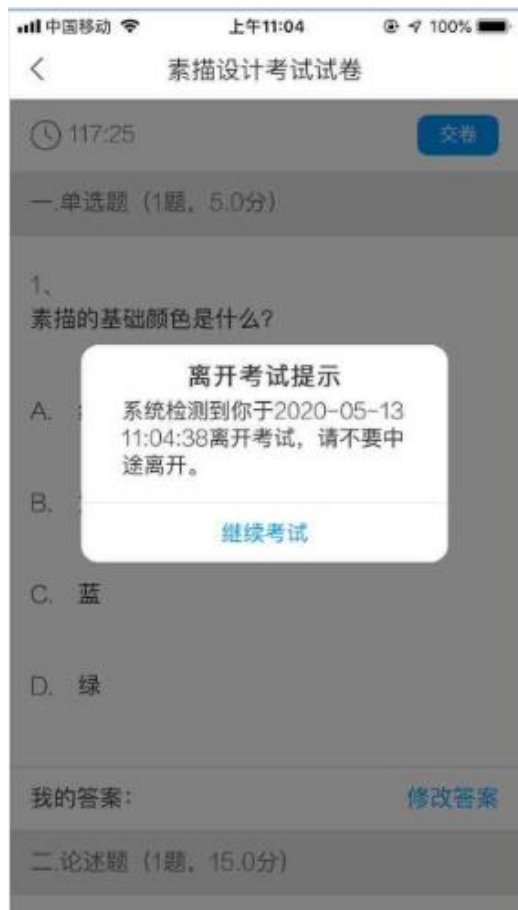 中国移动 上午11:04 100%
素描设计考试试卷
117:25 交卷
一.单选题（1题，5.0分）
1、
素描的基础颜色是什么?
离开考试提示
A. 系统检测到你于2020-05-13
11:04:38离开考试，请不要中
途离开。
B.
继续考试
C. 蓝
D. 绿
我的答案： 修改答案
二.论述题（1题，15.0分）